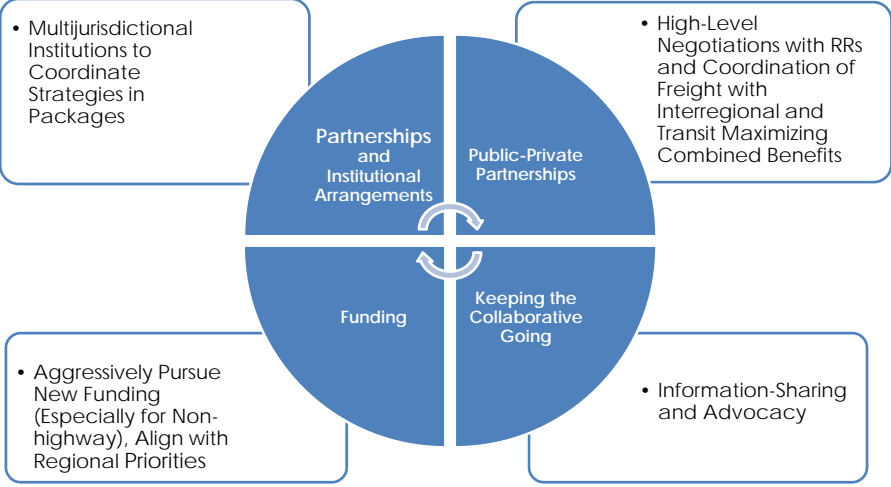 • Multijurisdictional
Institutions to
Coordinate
Strategies in
Packages
• High-Level
Negotiations with RRs
and Coordination of
Freight with
Interregional and
Transit Maximizing
Combined Benefits
Partnerships
and
Institutional
Arrangements
Public-Private
Partnerships
Funding
Keeping the
Collaborative
Going
• Aggressively Pursue
New Funding
(Especially for Non-
highway), Align with
Regional Priorities
• Information-Sharing
and Advocacy